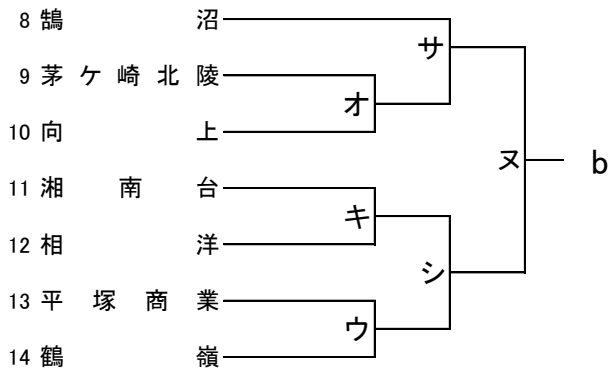 8 鵠沼
サ
9 茅ケ崎北陵
オ
10 向上
ヌ b
11 湘南台
キ
12 相洋
シ
13 平塚商業
ウ
14 鶴嶺